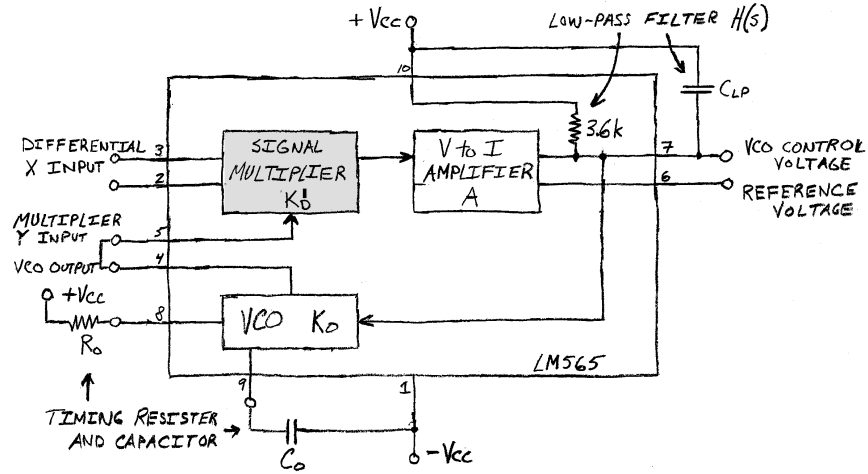 +Vcc
LOW-PASS FILTER H(s)
10
CLP
3.6k
DIFFERENTIAL
X INPUT
3
2
SIGNAL
MULTIPLIER
KD'
V to I
AMPLIFIER
A
7
6
VCO CONTROL
VOLTAGE
REFERENCE
VOLTAGE
MULTIPLIER
Y INPUT
5
VCO OUTPUT
4
+Vcc
8
Ro
VCO Ko
LM565
9
1
TIMING RESISTER
AND CAPACITOR
Co
-Vcc